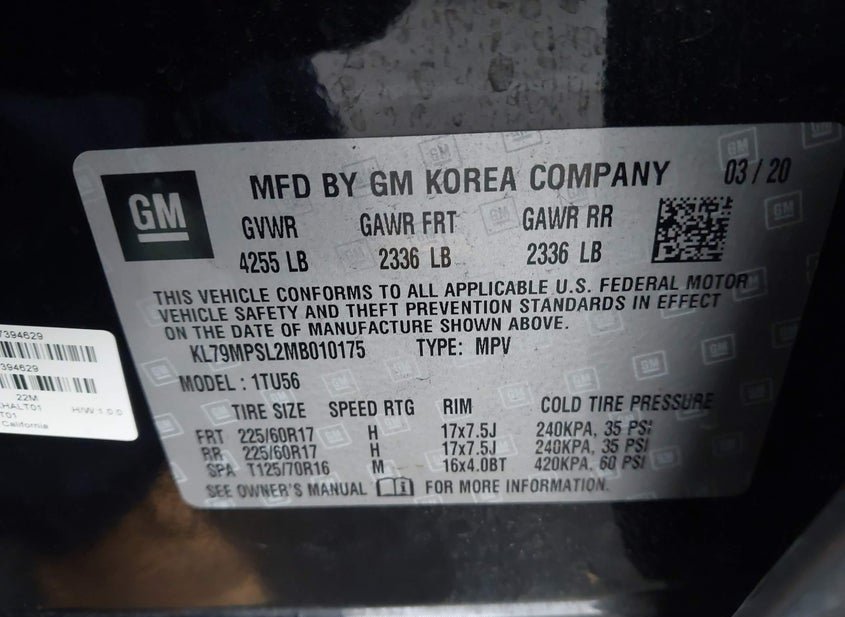 GM
MFD BY GM KOREA COMPANY 03/20
GVWR GAWR FRT GAWR RR
4255 LB 2336 LB 2336 LB
THIS VEHICLE CONFORMS TO ALL APPLICABLE U.S. FEDERAL MOTOR
VEHICLE SAFETY AND THEFT PREVENTION STANDARDS IN EFFECT
ON THE DATE OF MANUFACTURE SHOWN ABOVE.
KL79MPSL2MB010175 TYPE: MPV
MODEL: 1TU56
TIRE SIZE SPEED RTG RIM COLD TIRE PRESSURE
FRT 225/60R17 H 17x7.5J 240KPA, 35 PSI
RR 225/60R17 H 17x7.5J 240KPA, 35 PSI
SPA T125/70R16 M 16x4.0BT 420KPA, 60 PSI
SEE OWNER'S MANUAL FOR MORE INFORMATION.
7394629
394629
22M
HALT01 H/W 1.0.0
T01
California